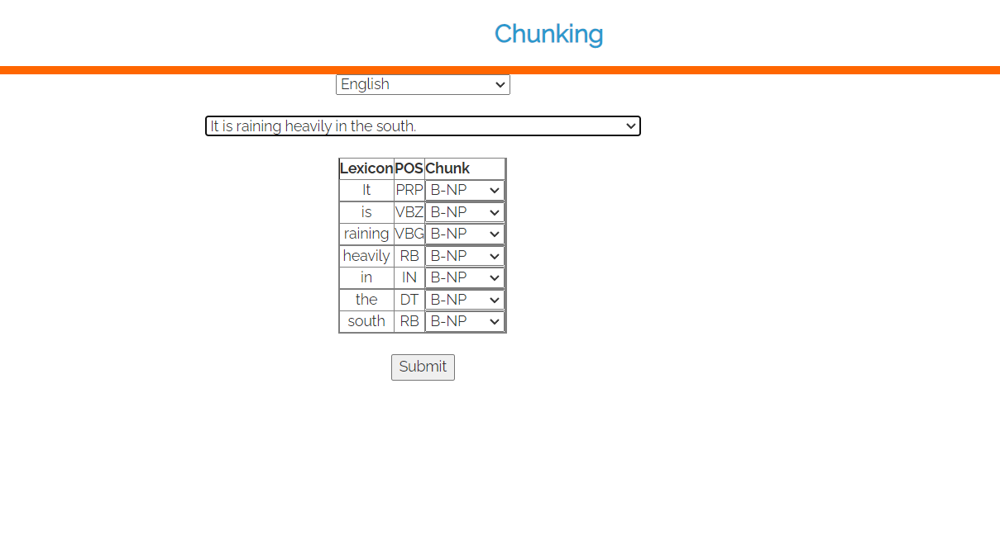 Chunking
English
It is raining heavily in the south.
Lexicon POS Chunk
It PRP B-NP
is VBZ B-NP
raining VBG B-NP
heavily RB B-NP
in IN B-NP
the DT B-NP
south RB B-NP
Submit